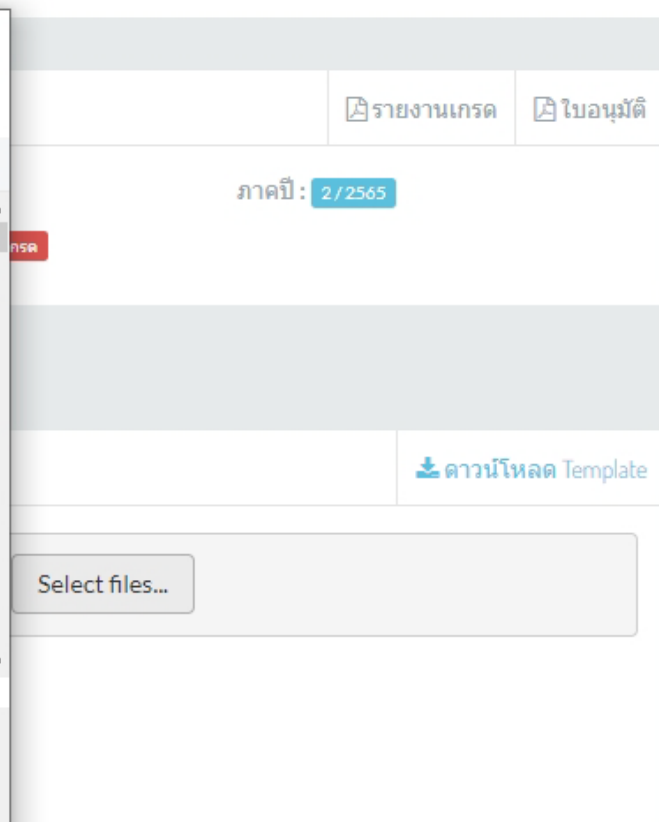 รายงานเกรด ใบอนุมัติ
ภาคปี : 2/2565
ดาวน์โหลด Template
Select files...